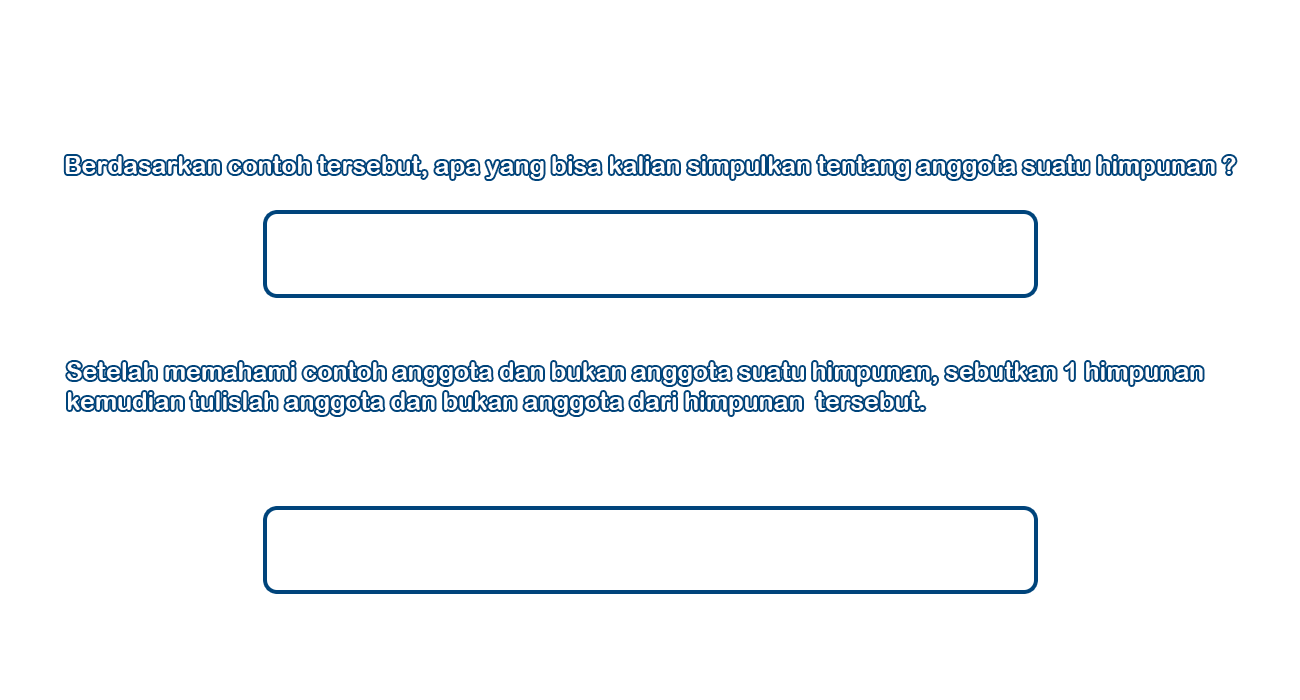 Berdasarkan contoh tersebut, apa yang bisa kalian simpulkan tentang anggota suatu himpunan ?
Setelah memahami contoh anggota dan bukan anggota suatu himpunan, sebutkan 1 himpunan
kemudian tulislah anggota dan bukan anggota dari himpunan  tersebut.